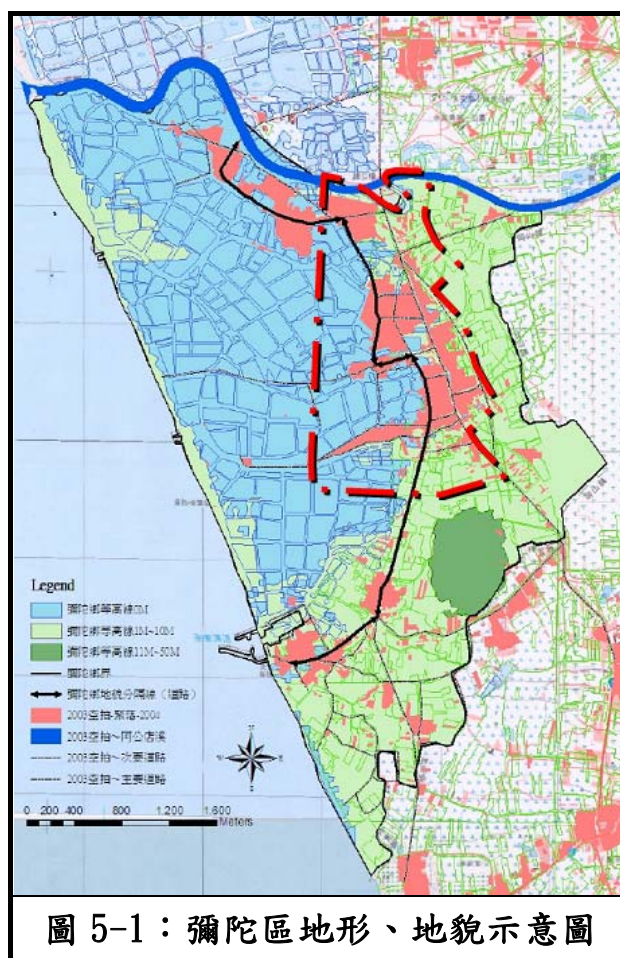 Legend
彌陀鄉等高線0M
彌陀鄉等高線1M~10M
彌陀鄉等高線11M~50M
彌陀鄉界
彌陀鄉地貌分隔線（道路）
2003空拍-聚落-2004
2003空拍~阿公店溪
2003空拍~次要道路
2003空拍~主要道路
N
W E
S
0 200 400 800 1,200 1,600
Meters
圖 5-1：彌陀區地形、地貌示意圖